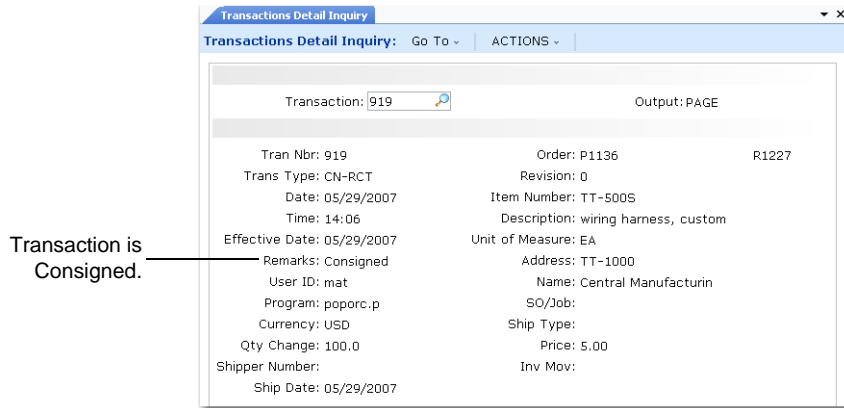 Transactions Detail Inquiry
Transactions Detail Inquiry: Go To ACTIONS
Transaction: 919 Output: PAGE
Tran Nbr: 919 Order: P1136 R1227
Trans Type: CN-RCT Revision: 0
Date: 05/29/2007 Item Number: TT-500S
Time: 14:06 Description: wiring harness, custom
Effective Date: 05/29/2007 Unit of Measure: EA
Transaction is
Consigned.
Remarks: Consigned Address: TT-1000
User ID: mat Name: Central Manufacturin
Program: poporc.p SO/Job:
Currency: USD Ship Type:
Qty Change: 100.0 Price: 5.00
Shipper Number: Inv Mov:
Ship Date: 05/29/2007